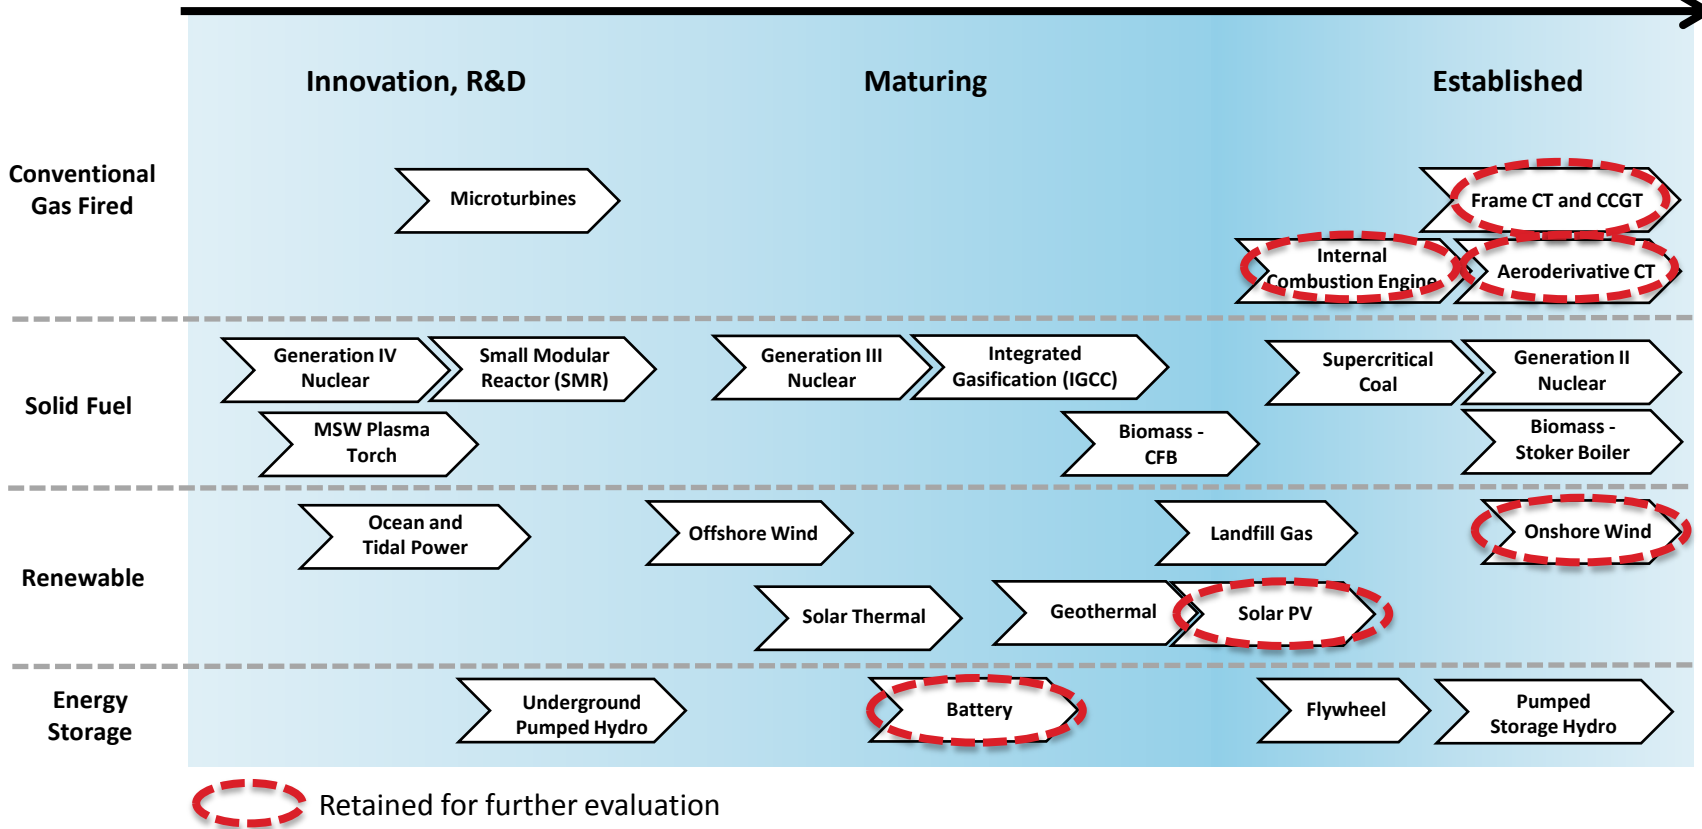 Innovation, R&D
Maturing
Established
Conventional
Gas Fired
Microturbines
Frame CT and CCGT
Internal
Combustion Engine
Aeroderivative CT
Solid Fuel
Generation IV
Nuclear
Small Modular
Reactor (SMR)
Generation III
Nuclear
Integrated
Gasification (IGCC)
Supercritical
Coal
Generation II
Nuclear
MSW Plasma
Torch
Biomass -
CFB
Biomass -
Stoker Boiler
Renewable
Ocean and
Tidal Power
Offshore Wind
Landfill Gas
Onshore Wind
Solar Thermal
Geothermal
Solar PV
Energy
Storage
Underground
Pumped Hydro
Battery
Flywheel
Pumped
Storage Hydro
Retained for further evaluation